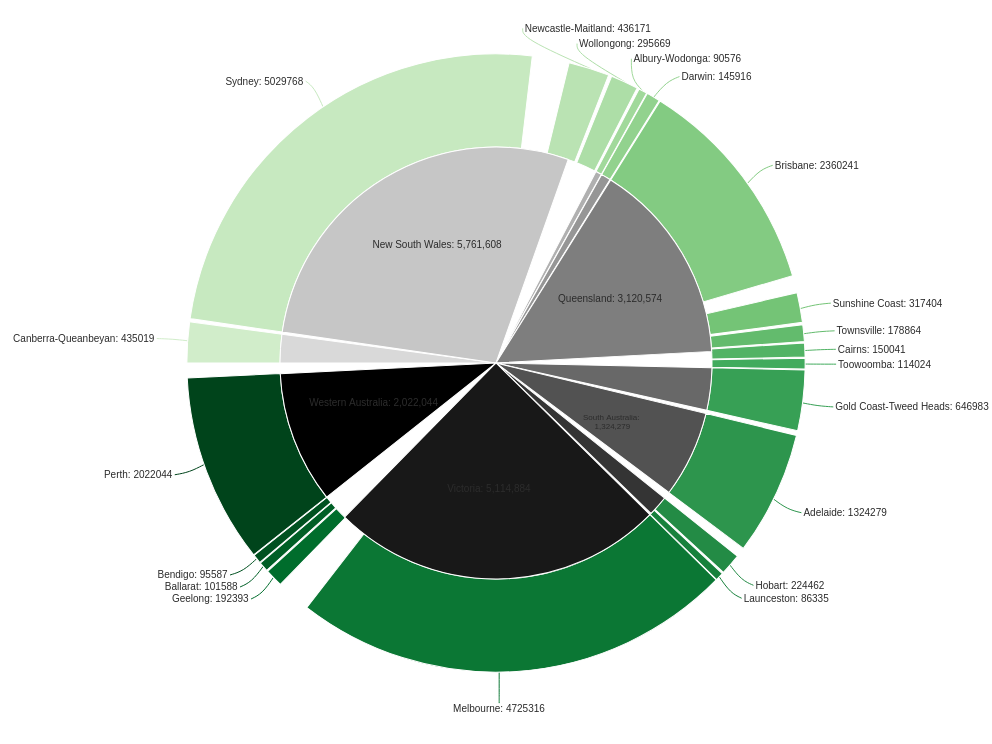 Newcastle-Maitland: 436171
Wollongong: 295669
Albury-Wodonga: 90576
Darwin: 145916
Sydney: 5029768
Brisbane: 2360241
New South Wales: 5,761,608
Queensland: 3,120,574
Sunshine Coast: 317404
Townsville: 178864
Canberra-Queanbeyan: 435019
Cairns: 150041
Toowoomba: 114024
Western Australia: 2,022,044
Gold Coast-Tweed Heads: 646983
South Australia:
1,324,279
Perth: 2022044
Victoria: 5,114,684
Adelaide: 1324279
Bendigo: 95587
Ballarat: 101588
Geelong: 192393
Hobart: 224462
Launceston: 86335
Melbourne: 4725316